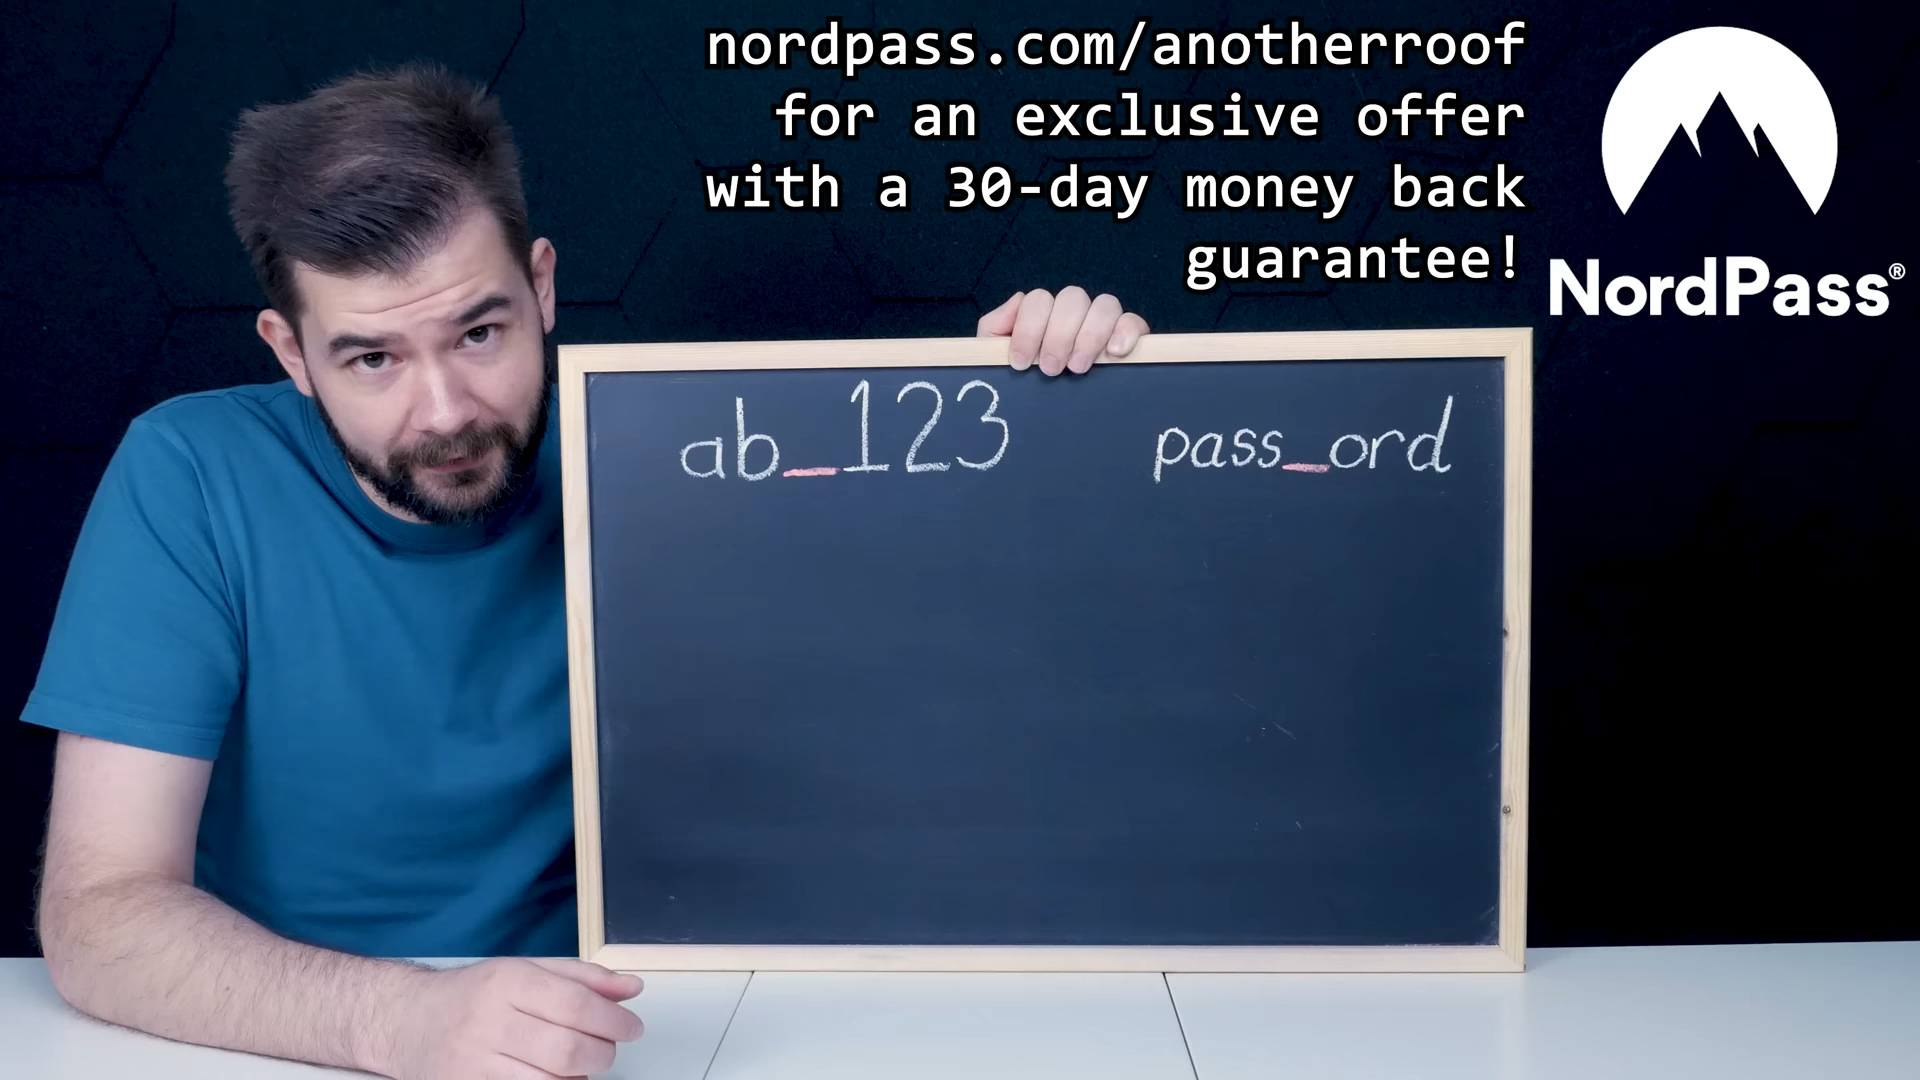 nordpass.com/anotherroof
for an exclusive offer
with a 30-day money back
guarantee!
NordPass®
ab_123 pass_ord